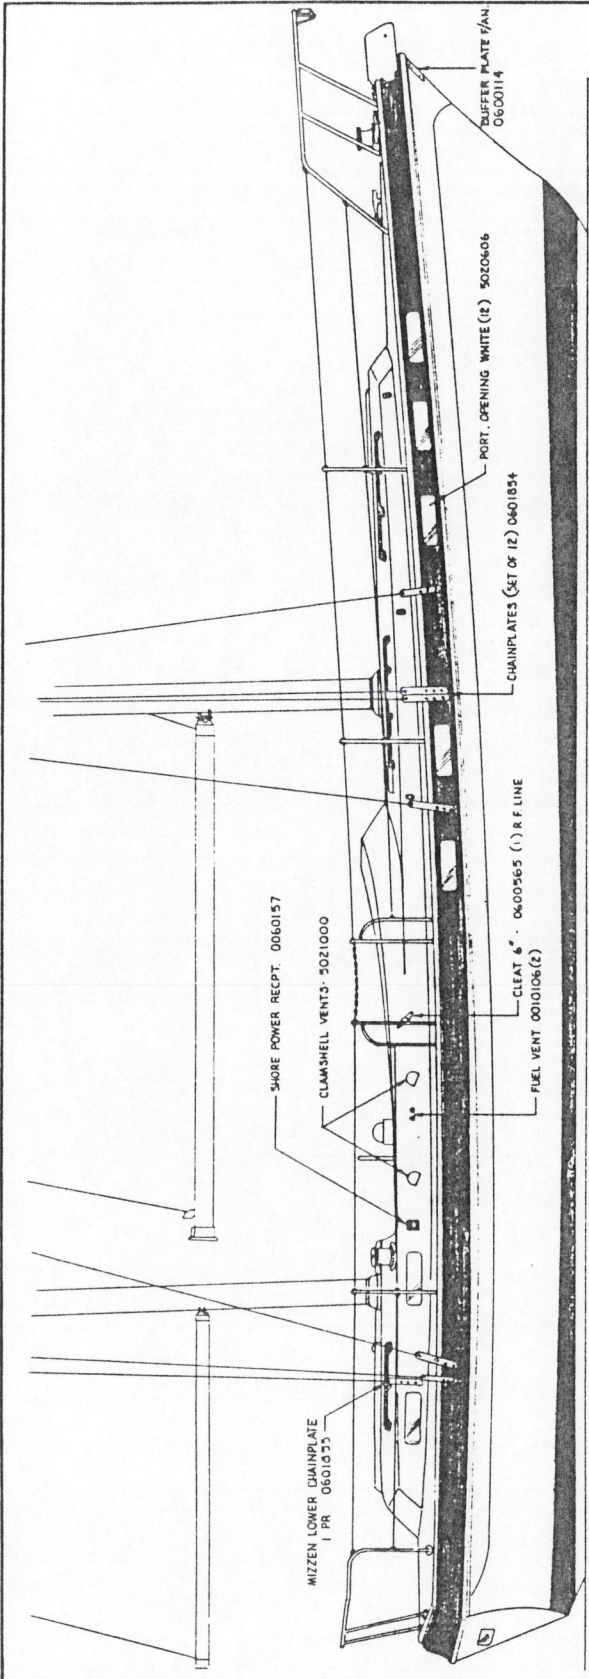 MIZZEN LOWER CHAINPLATE
1 PR 0601855
SHORE POWER RECPT. 0060157
CLAMSHELL VENTS- 5021000
FUEL VENT 0010106(2)
CLEAT 6" - 0600565 (1) R.F. LINE
CHAINPLATES (SET OF 12) 0601854
PORT, OPENING WHITE (12) 5020606
BUFFER PLATE F/AN.
0600114